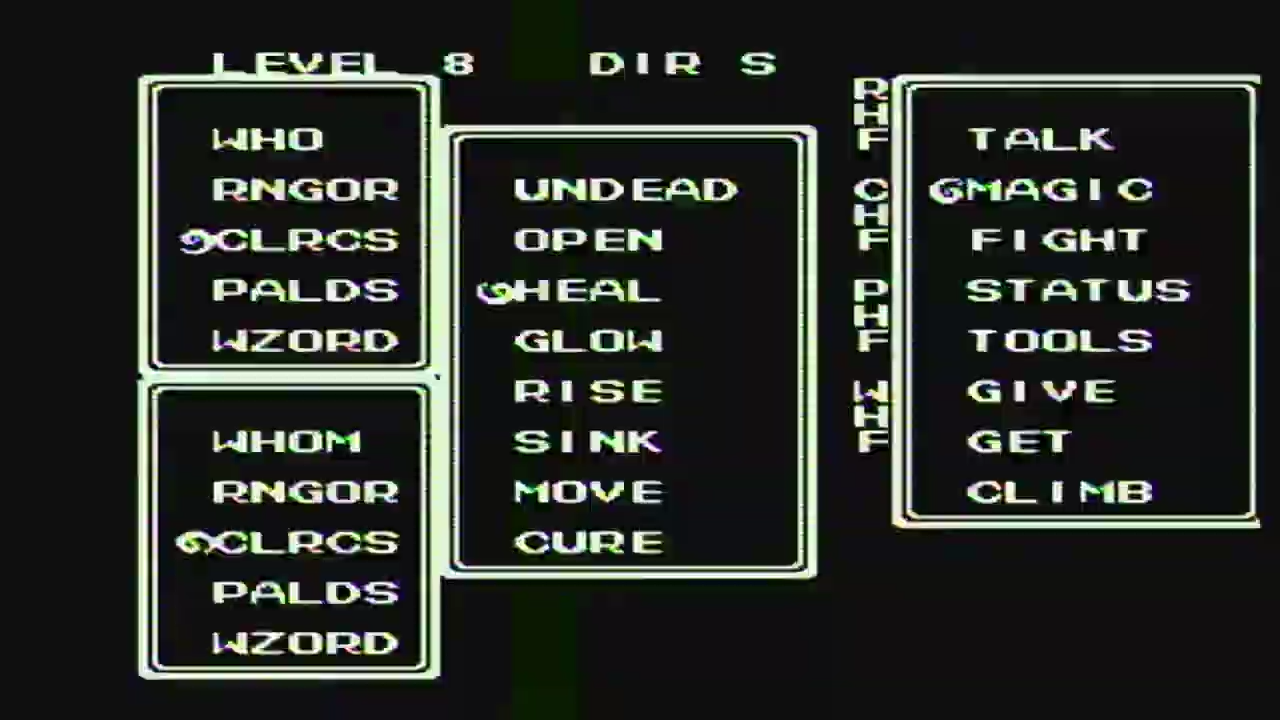 LEVEL 8 DIR S
WHO
RNGOR
CLRCS
PALDS
WZORD
WHOM
RNGOR
CLRCS
PALDS
WZORD
UNDEAD
OPEN
HEAL
GLOW
RISE
SINK
MOVE
CURE
R
H
F
C
H
F
P
H
F
W
H
F
TALK
MAGIC
FIGHT
STATUS
TOOLS
GIVE
GET
CLIMB